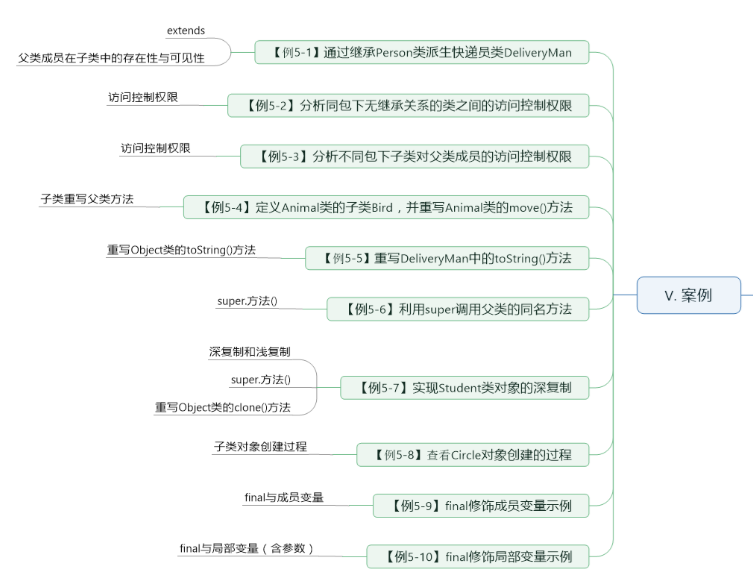 extends
父类成员在子类中的存在性与可见性
【例5-1】通过继承Person类派生快递员类DeliveryMan
访问控制权限
【例5-2】分析同包下无继承关系的类之间的访问控制权限
访问控制权限
【例5-3】分析不同包下子类对父类成员的访问控制权限
子类重写父类方法
【例5-4】定义Animal类的子类Bird，并重写Animal类的move()方法
重写Object类的toString()方法
【例5-5】重写DeliveryMan中的toString()方法
V. 案例
super.方法()
【例5-6】利用super调用父类的同名方法
深复制和浅复制
super.方法()
重写Object类的clone()方法
【例5-7】实现Student类对象的深复制
子类对象创建过程
【例5-8】查看Circle对象创建的过程
final与成员变量
【例5-9】final修饰成员变量示例
final与局部变量（含参数）
【例5-10】final修饰局部变量示例